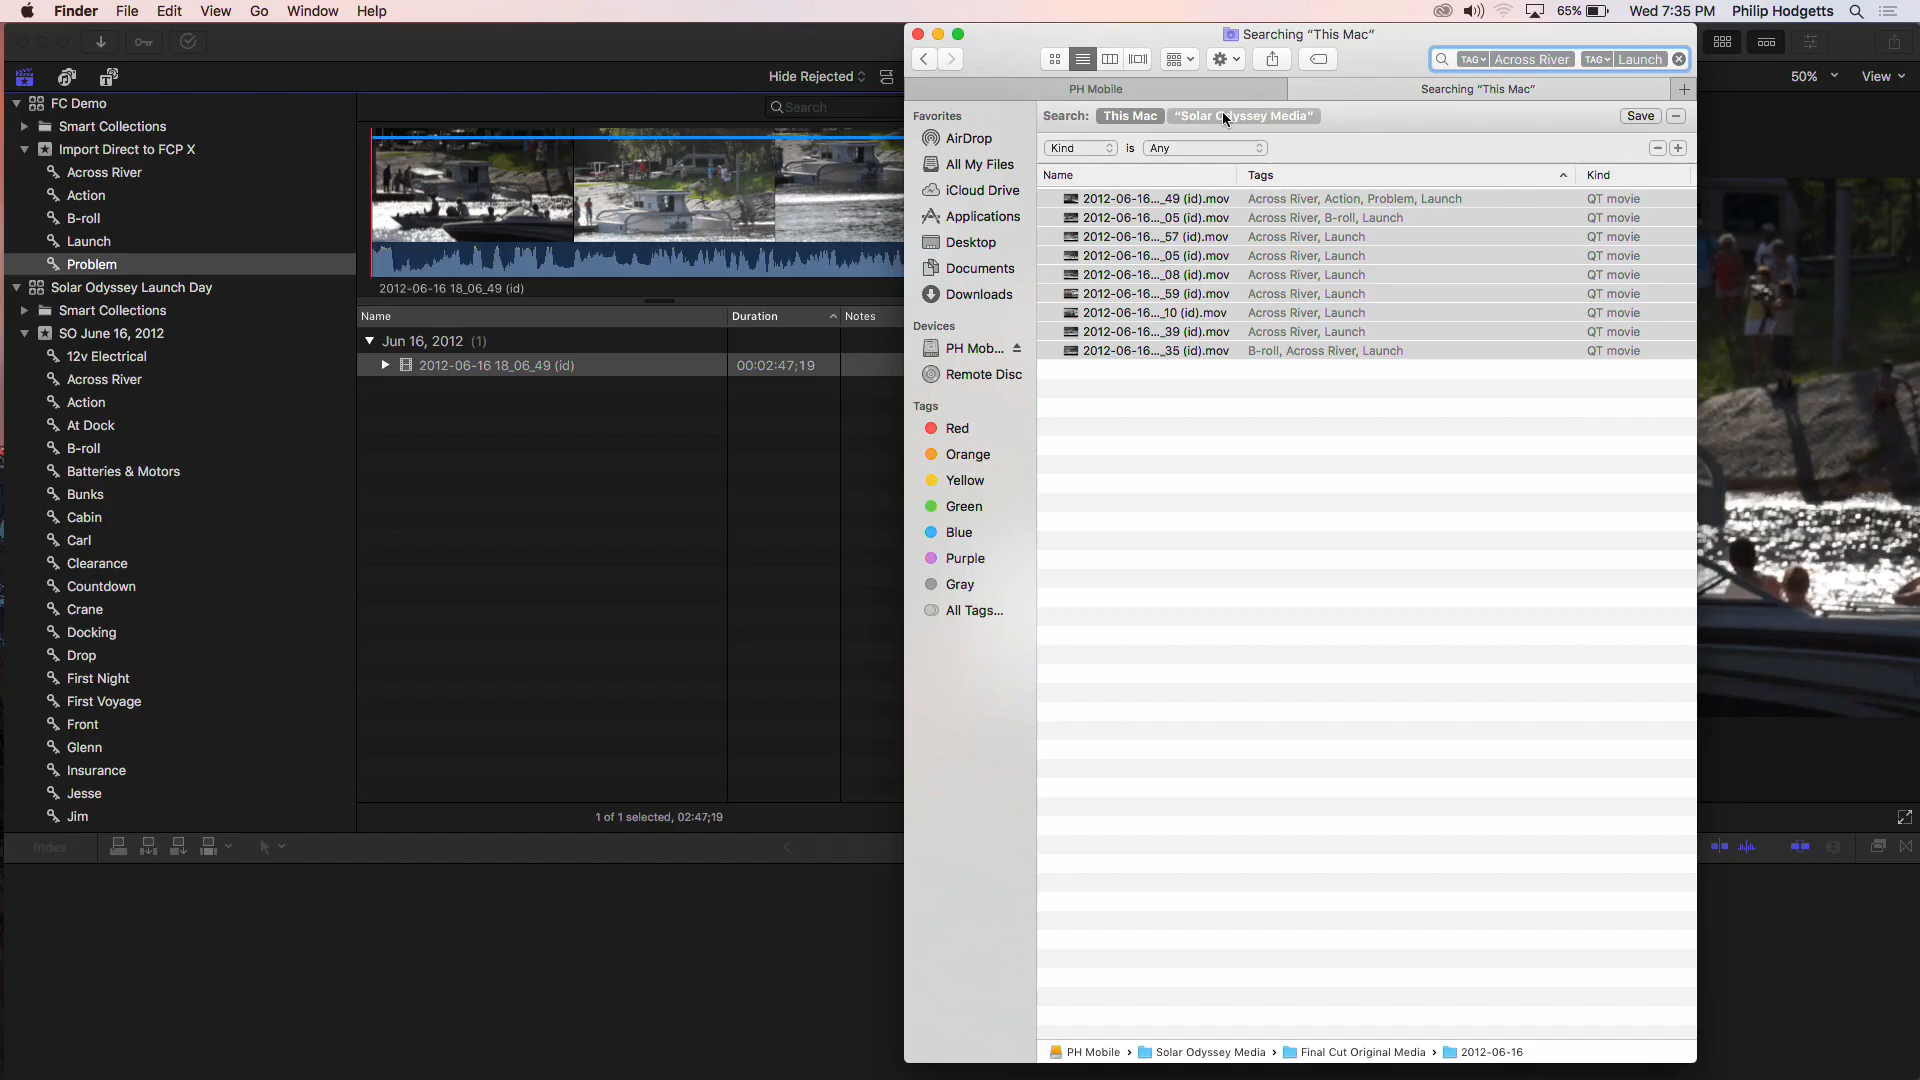 Finder File Edit View Go Window Help
65% Wed 7:35 PM Philip Hodgetts
Hide Rejected
Search
FC Demo
Smart Collections
Import Direct to FCP X
Across River
Action
B-roll
Launch
Problem
Solar Odyssey Launch Day
Smart Collections
SO June 16, 2012
12v Electrical
Across River
Action
At Dock
B-roll
Batteries & Motors
Bunks
Cabin
Carl
Clearance
Countdown
Crane
Docking
Drop
First Night
First Voyage
Front
Glenn
Insurance
Jesse
Jim
2012-06-16 18_06_49 (id)
Name Duration Notes
Jun 16, 2012 (1)
2012-06-16 18_06_49 (id) 00:02:47;19
1 of 1 selected, 02:47;19
Index
Searching “This Mac”
TAG Across River TAG Launch
PH Mobile Searching “This Mac”
Favorites
AirDrop
All My Files
iCloud Drive
Applications
Desktop
Documents
Downloads
Devices
PH Mob...
Remote Disc
Tags
Red
Orange
Yellow
Green
Blue
Purple
Gray
All Tags...
Search: This Mac “Solar Odyssey Media” Save
Kind is Any
Name Tags Kind
2012-06-16..._49 (id).mov Across River, Action, Problem, Launch QT movie
2012-06-16..._05 (id).mov Across River, B-roll, Launch QT movie
2012-06-16..._57 (id).mov Across River, Launch QT movie
2012-06-16..._05 (id).mov Across River, Launch QT movie
2012-06-16..._08 (id).mov Across River, Launch QT movie
2012-06-16..._59 (id).mov Across River, Launch QT movie
2012-06-16..._10 (id).mov Across River, Launch QT movie
2012-06-16..._39 (id).mov Across River, Launch QT movie
2012-06-16..._35 (id).mov B-roll, Across River, Launch QT movie
PH Mobile › Solar Odyssey Media › Final Cut Original Media › 2012-06-16
50% View